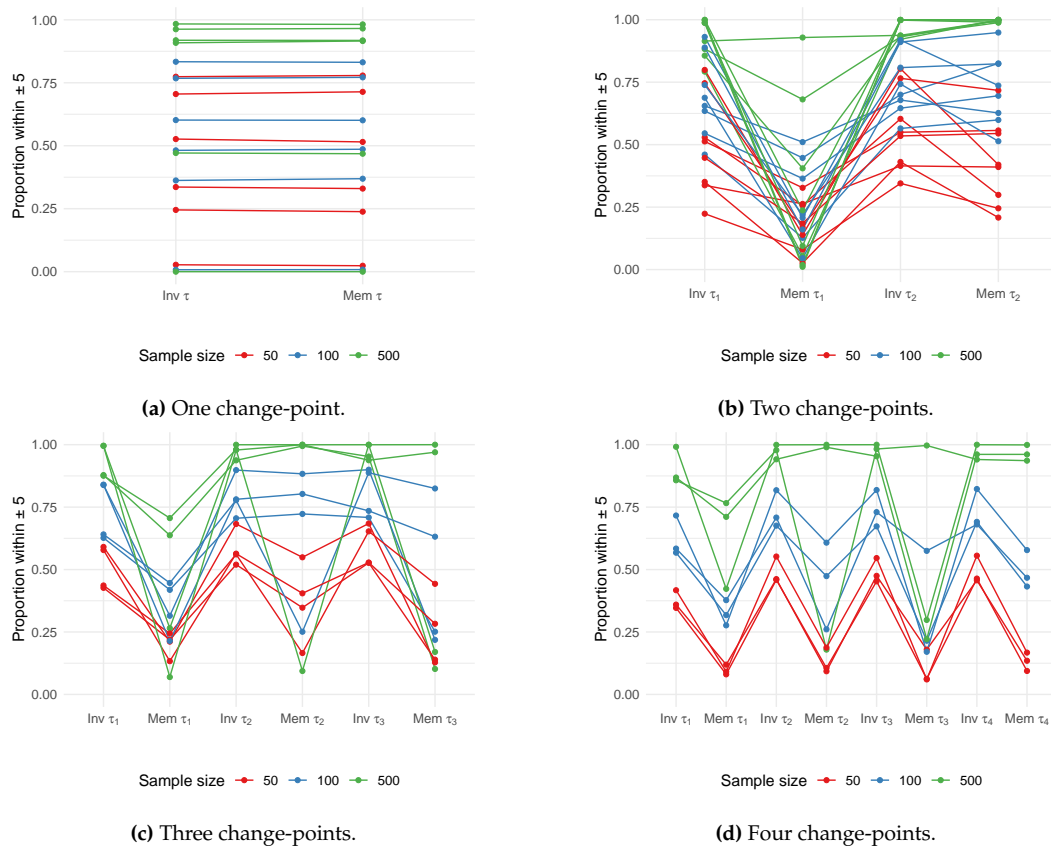 Proportion within ± 5
1.00
0.75
0.50
0.25
0.00
Inv τ Mem τ
Sample size 50 100 500
(a) One change-point.
Proportion within ± 5
1.00
0.75
0.50
0.25
0.00
Inv τ₁ Mem τ₁ Inv τ₂ Mem τ₂
Sample size 50 100 500
(b) Two change-points.
Proportion within ± 5
1.00
0.75
0.50
0.25
0.00
Inv τ₁ Mem τ₁ Inv τ₂ Mem τ₂ Inv τ₃ Mem τ₃
Sample size 50 100 500
(c) Three change-points.
Proportion within ± 5
1.00
0.75
0.50
0.25
0.00
Inv τ₁ Mem τ₁ Inv τ₂ Mem τ₂ Inv τ₃ Mem τ₃ Inv τ₄ Mem τ₄
Sample size 50 100 500
(d) Four change-points.